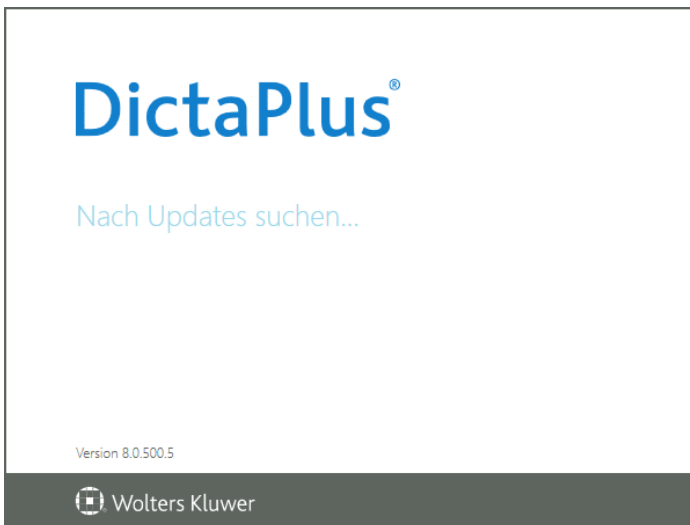 DictaPlus®
Nach Updates suchen...
Version 8.0.500.5
Wolters Kluwer